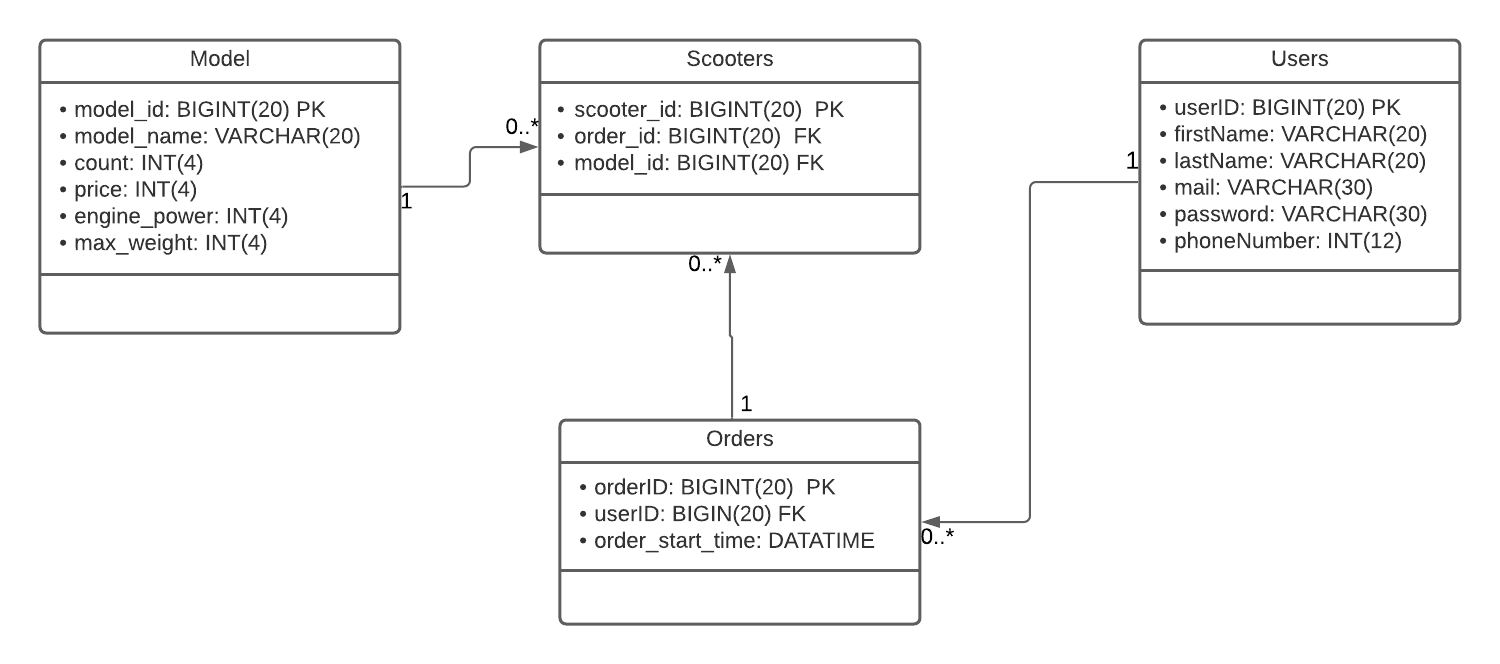 Model
• model_id: BIGINT(20) PK
• model_name: VARCHAR(20)
• count: INT(4)
• price: INT(4)
• engine_power: INT(4)
• max_weight: INT(4)
1
0..*
Scooters
• scooter_id: BIGINT(20)  PK
• order_id: BIGINT(20)  FK
• model_id: BIGINT(20) FK
0..*
1
Users
• userID: BIGINT(20) PK
• firstName: VARCHAR(20)
• lastName: VARCHAR(20)
• mail: VARCHAR(30)
• password: VARCHAR(30)
• phoneNumber: INT(12)
1
Orders
• orderID: BIGINT(20)  PK
• userID: BIGIN(20) FK
• order_start_time: DATATIME
0..*